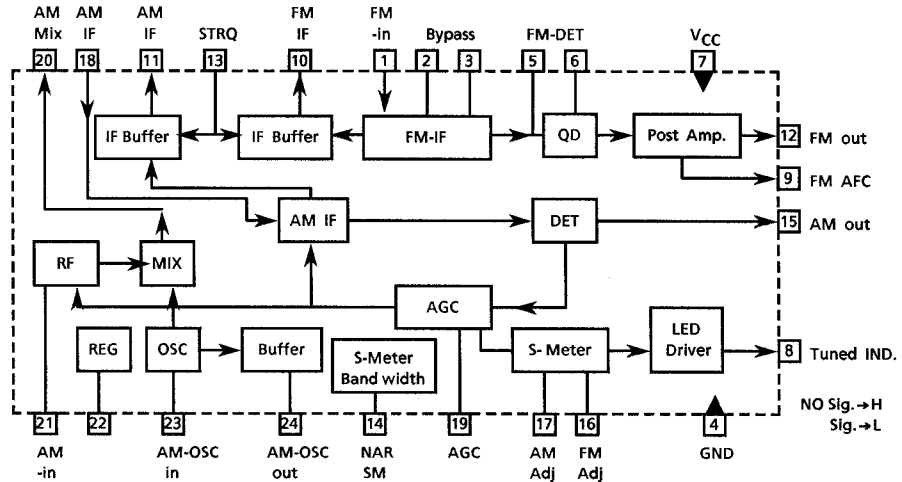 AM AM AM FM FM
Mix IF IF STRQ IF -in Bypass FM-DET VCC
20 18 11 13 10 1 2 3 5 6 7
IF Buffer IF Buffer FM-IF QD Post Amp. 12 FM out
9 FM AFC
AM IF DET 15 AM out
RF MIX
AGC
REG OSC Buffer S-Meter Band width S-Meter LED Driver 8 Tuned IND.
NO Sig.→H
Sig.→L
21 22 23 24 14 19 17 16 4
AM AM-OSC AM-OSC NAR AGC AM FM GND
-in in out SM Adj Adj